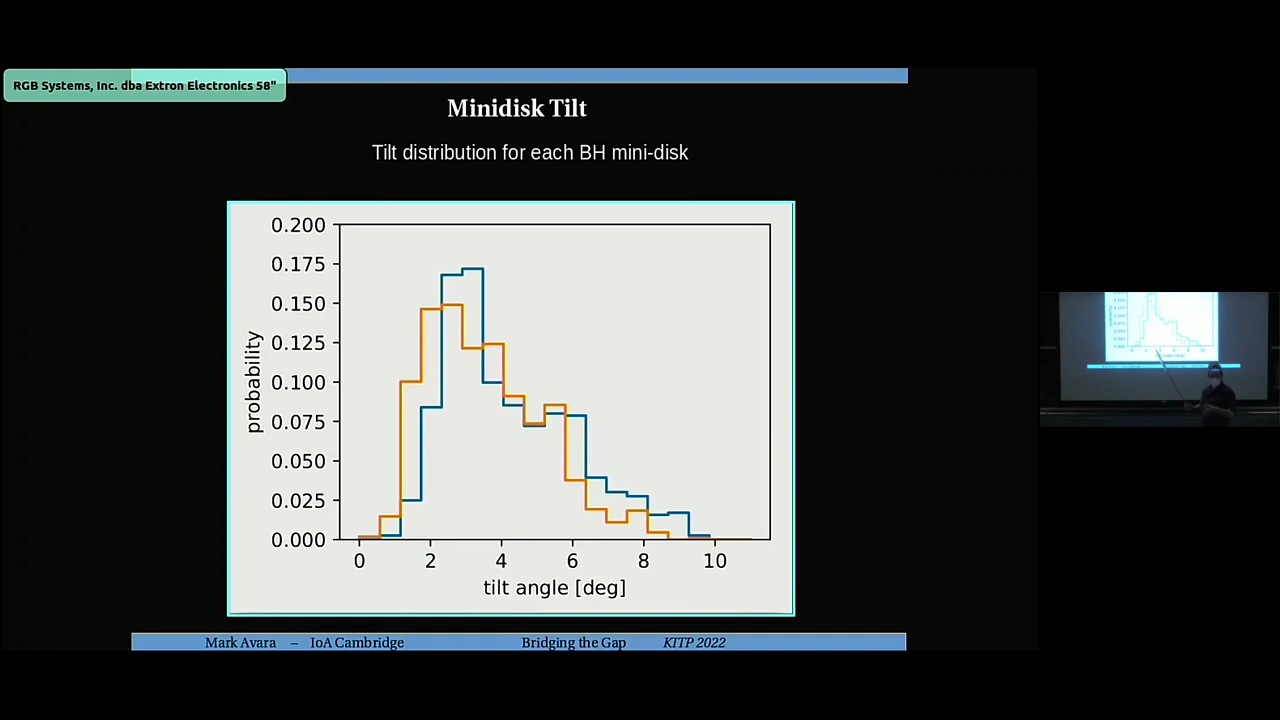 RGB Systems, Inc. dba Extron Electronics 58"
Minidisk Tilt
Tilt distribution for each BH mini-disk
0.200
0.175
0.150
0.125
0.100
0.075
0.050
0.025
0.000
probability
0 2 4 6 8 10
tilt angle [deg]
Mark Avara – IoA Cambridge Bridging the Gap KITP 2022